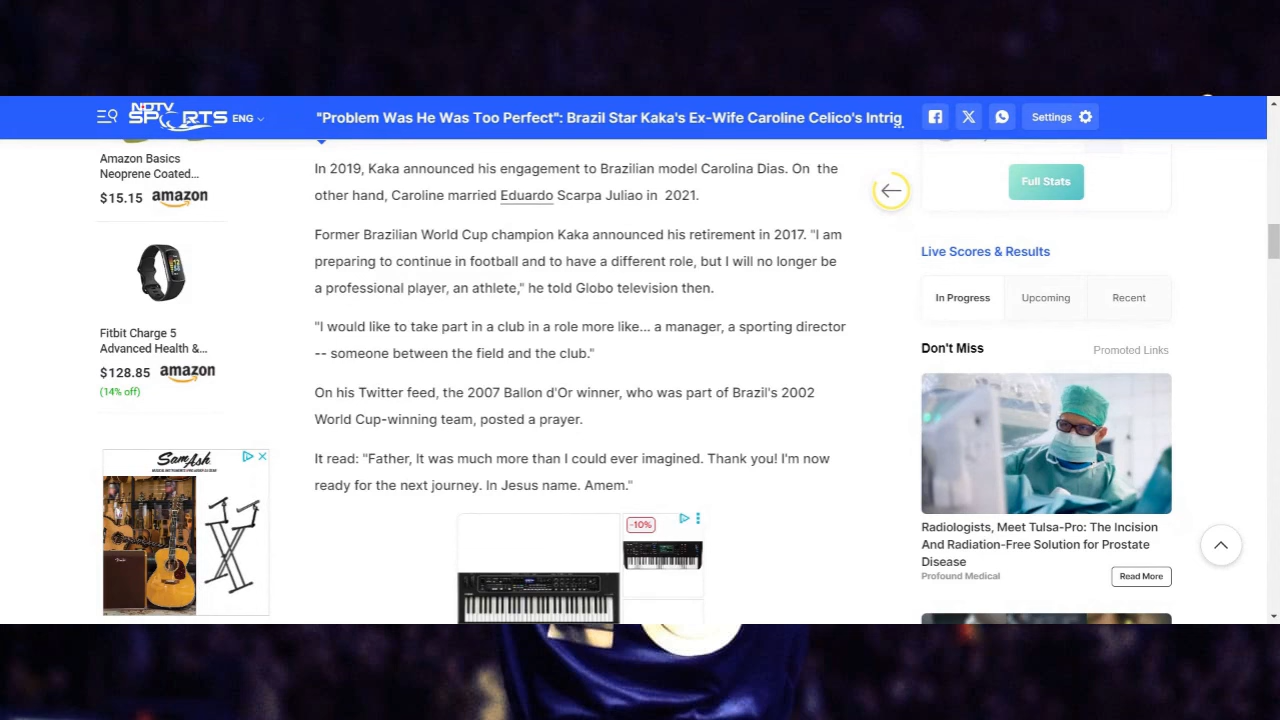 NDTV
SPORTS
ENG
"Problem Was He Was Too Perfect": Brazil Star Kaka's Ex-Wife Caroline Celico's Intrig
Settings
Amazon Basics
Neoprene Coated...
$15.15 amazon
Fitbit Charge 5
Advanced Health &...
$128.85 amazon
(14% off)
SamAsh
In 2019, Kaka announced his engagement to Brazilian model Carolina Dias. On the
other hand, Caroline married Eduardo Scarpa Juliao in 2021.
Former Brazilian World Cup champion Kaka announced his retirement in 2017. "I am
preparing to continue in football and to have a different role, but I will no longer be
a professional player, an athlete," he told Globo television then.
"I would like to take part in a club in a role more like... a manager, a sporting director
-- someone between the field and the club."
On his Twitter feed, the 2007 Ballon d'Or winner, who was part of Brazil's 2002
World Cup-winning team, posted a prayer.
It read: "Father, It was much more than I could ever imagined. Thank you! I'm now
ready for the next journey. In Jesus name. Amem."
-10%
Full Stats
Live Scores & Results
In Progress
Upcoming
Recent
Don't Miss
Promoted Links
Radiologists, Meet Tulsa-Pro: The Incision
And Radiation-Free Solution for Prostate
Disease
Profound Medical
Read More